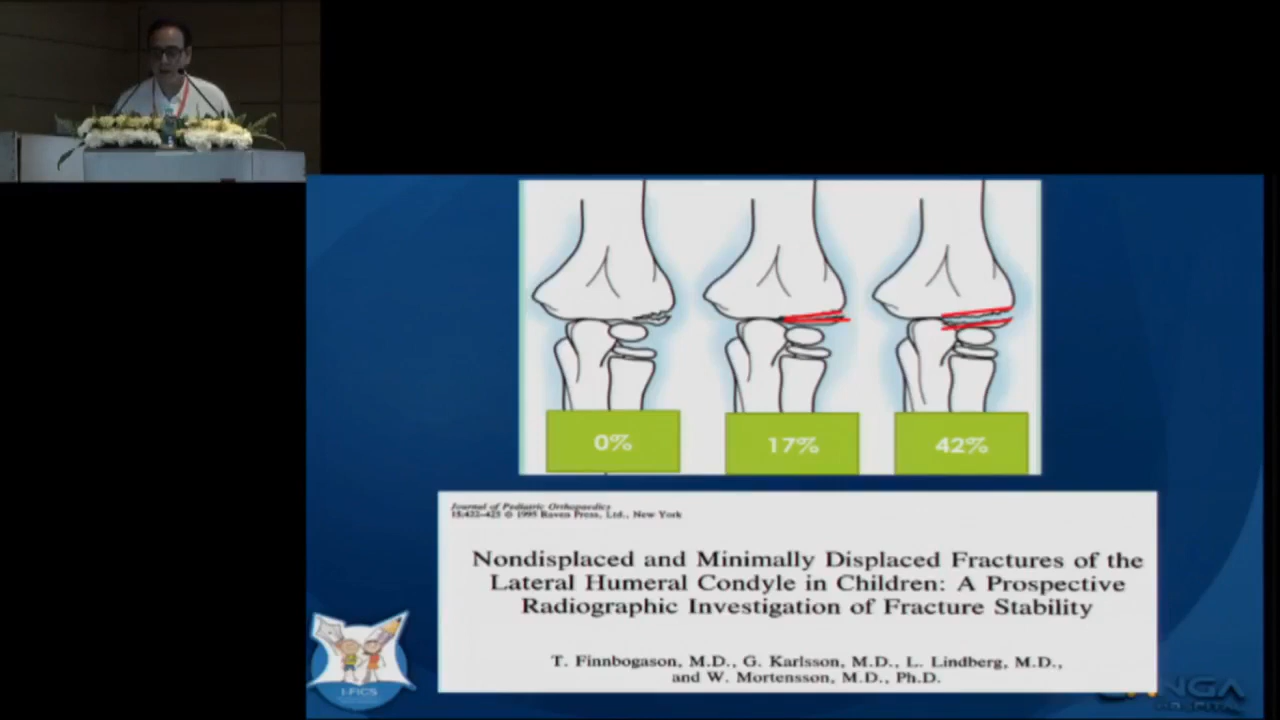 0%
17%
42%
Journal of Pediatric Orthopaedics
15:422–425 © 1995 Raven Press, Ltd., New York
Nondisplaced and Minimally Displaced Fractures of the
Lateral Humeral Condyle in Children: A Prospective
Radiographic Investigation of Fracture Stability
T. Finnbogason, M.D., G. Karlsson, M.D., L. Lindberg, M.D.,
and W. Mortensson, M.D., Ph.D.
I-FICS
HOSPITAL